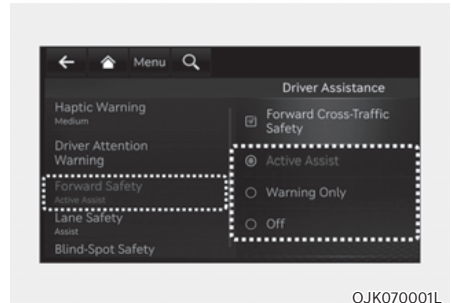 Menu
Driver Assistance
Haptic Warning
Medium
Driver Attention
Warning
Forward Safety
Active Assist
Lane Safety
Assist
Blind-Spot Safety
Forward Cross-Traffic
Safety
Active Assist
Warning Only
Off
OJK070001L